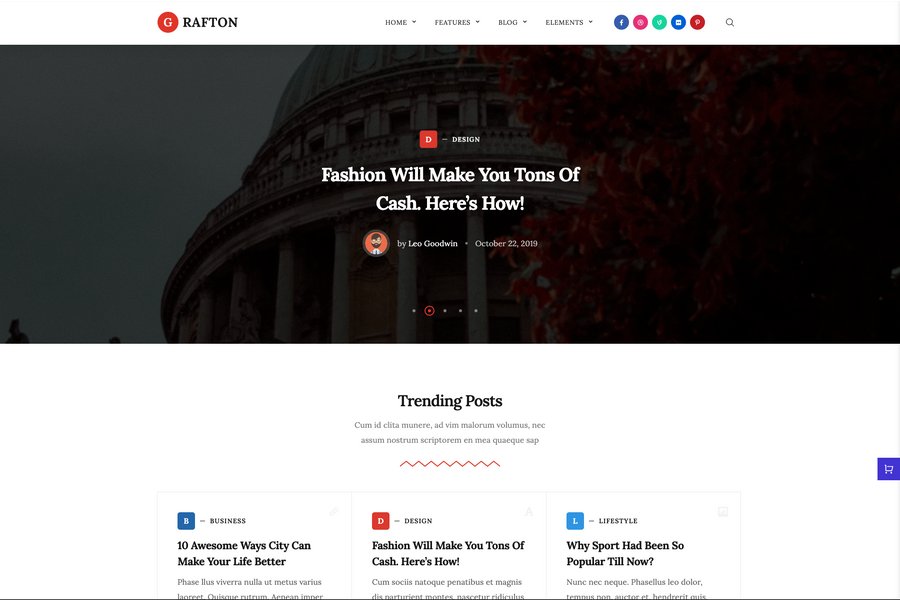 G RAFTON
HOME FEATURES BLOG ELEMENTS
D — DESIGN
Fashion Will Make You Tons Of
Cash. Here’s How!
by Leo Goodwin • October 22, 2019
Trending Posts
Cum id clita munere, ad vim malorum volumus, nec
assum nostrum scriptorem en mea quaeque sap
B — BUSINESS
10 Awesome Ways City Can
Make Your Life Better
Phase llus viverra nulla ut metus varius
laoreet. Quisque rutrum. Aenean imper
D — DESIGN
Fashion Will Make You Tons Of
Cash. Here’s How!
Cum sociis natoque penatibus et magnis
dis parturient montes, nascetur ridiculus
L — LIFESTYLE
Why Sport Had Been So
Popular Till Now?
Nunc nec neque. Phasellus leo dolor,
tempus non, auctor et, hendrerit quis,